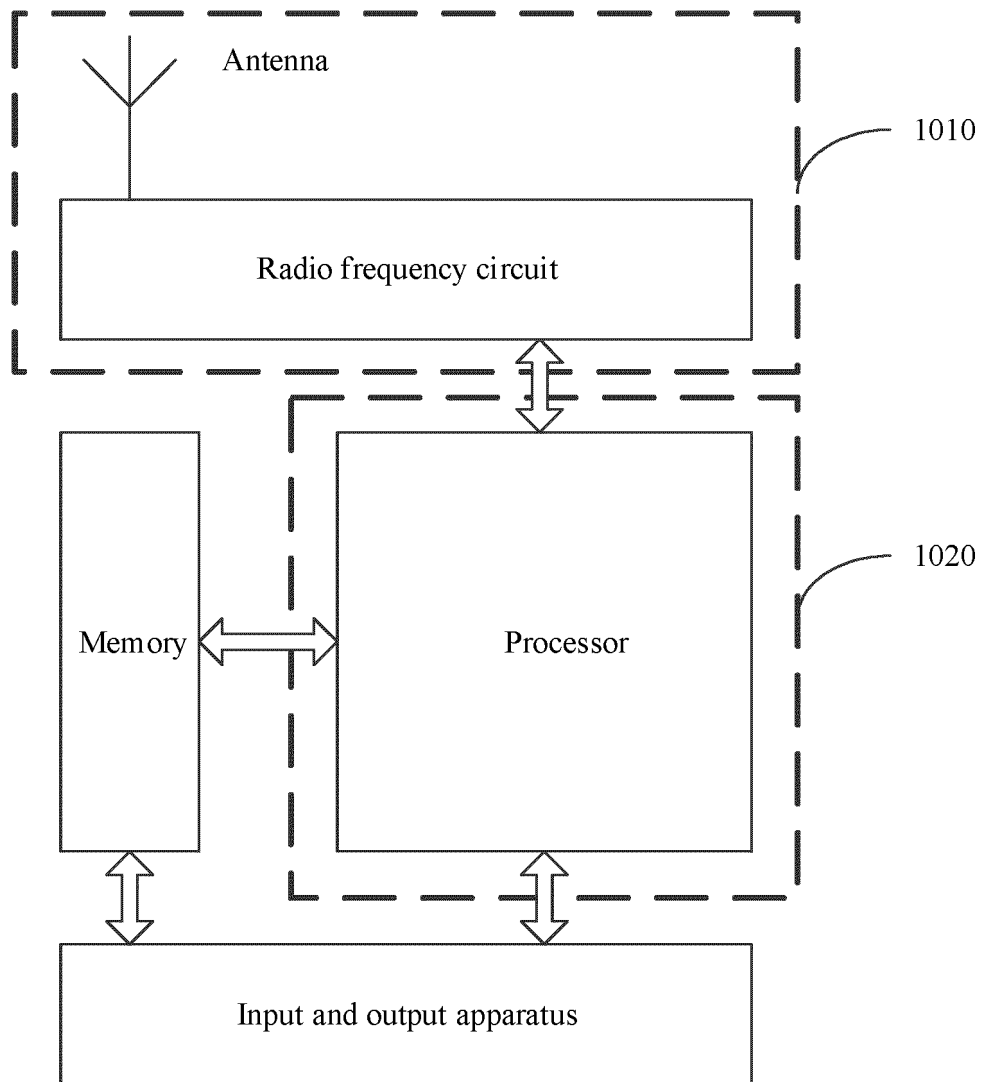 Antenna
1010
Radio frequency circuit
1020
Memory
Processor
Input and output apparatus